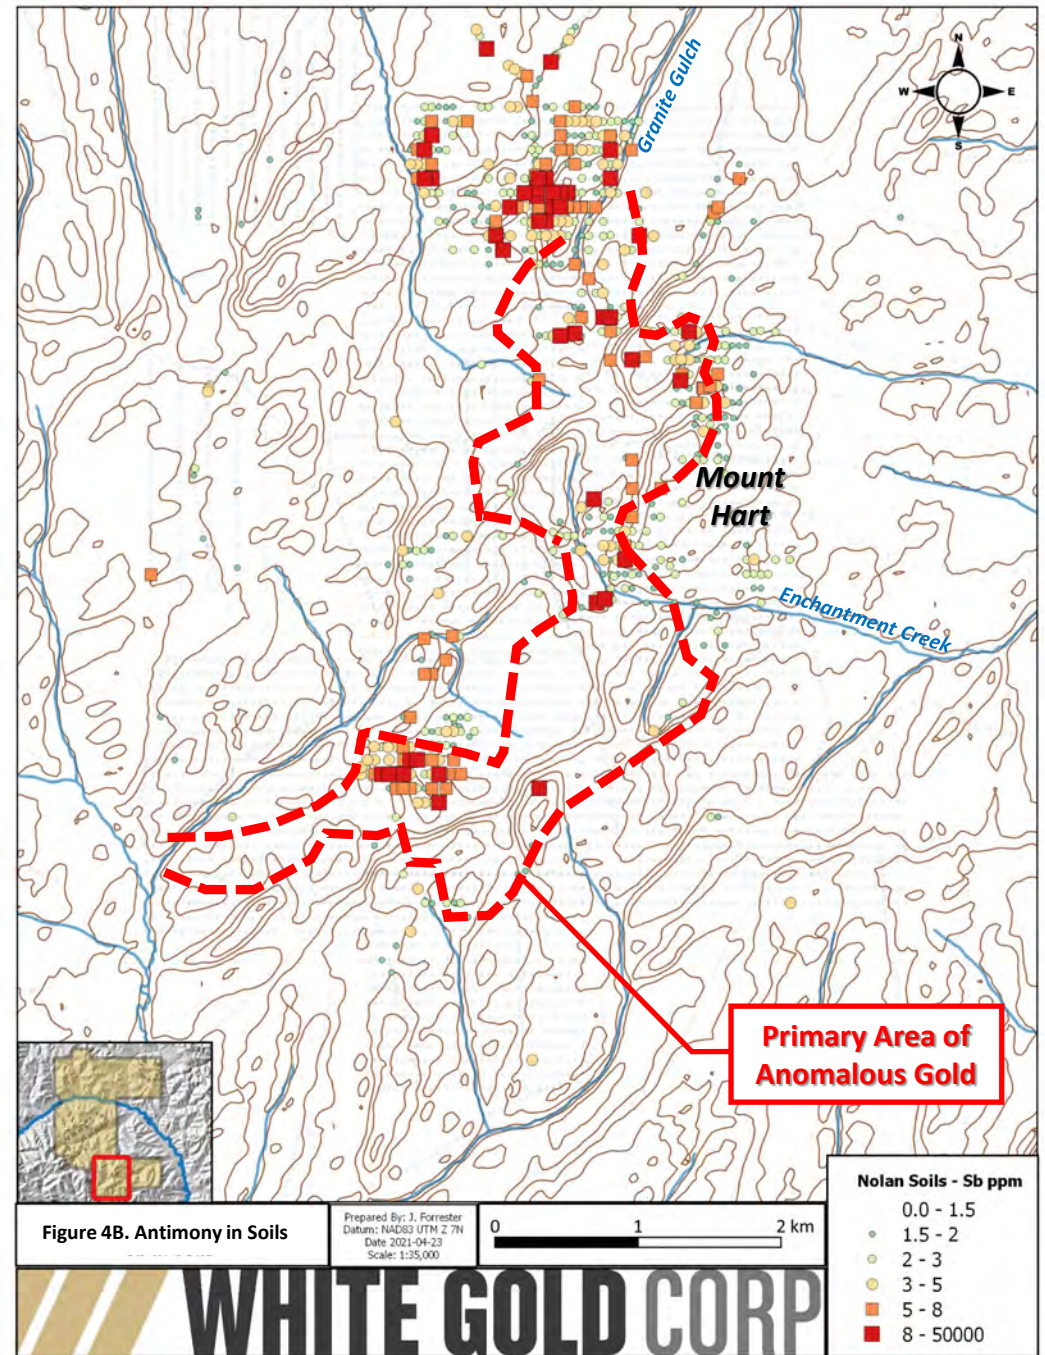 N
W
E
S
Granite Gulch
Mount
Hart
Enchantment Creek
Primary Area of
Anomalous Gold
Nolan Soils - Sb ppm
0.0 - 1.5
1.5 - 2
2 - 3
3 - 5
5 - 8
8 - 50000
Figure 4B. Antimony in Soils
Prepared By: J. Forrester
Datum: NAD83 UTM Z 7N
Date 2021-04-23
Scale: 1:35,000
0 1 2 km
WHITE GOLD CORP